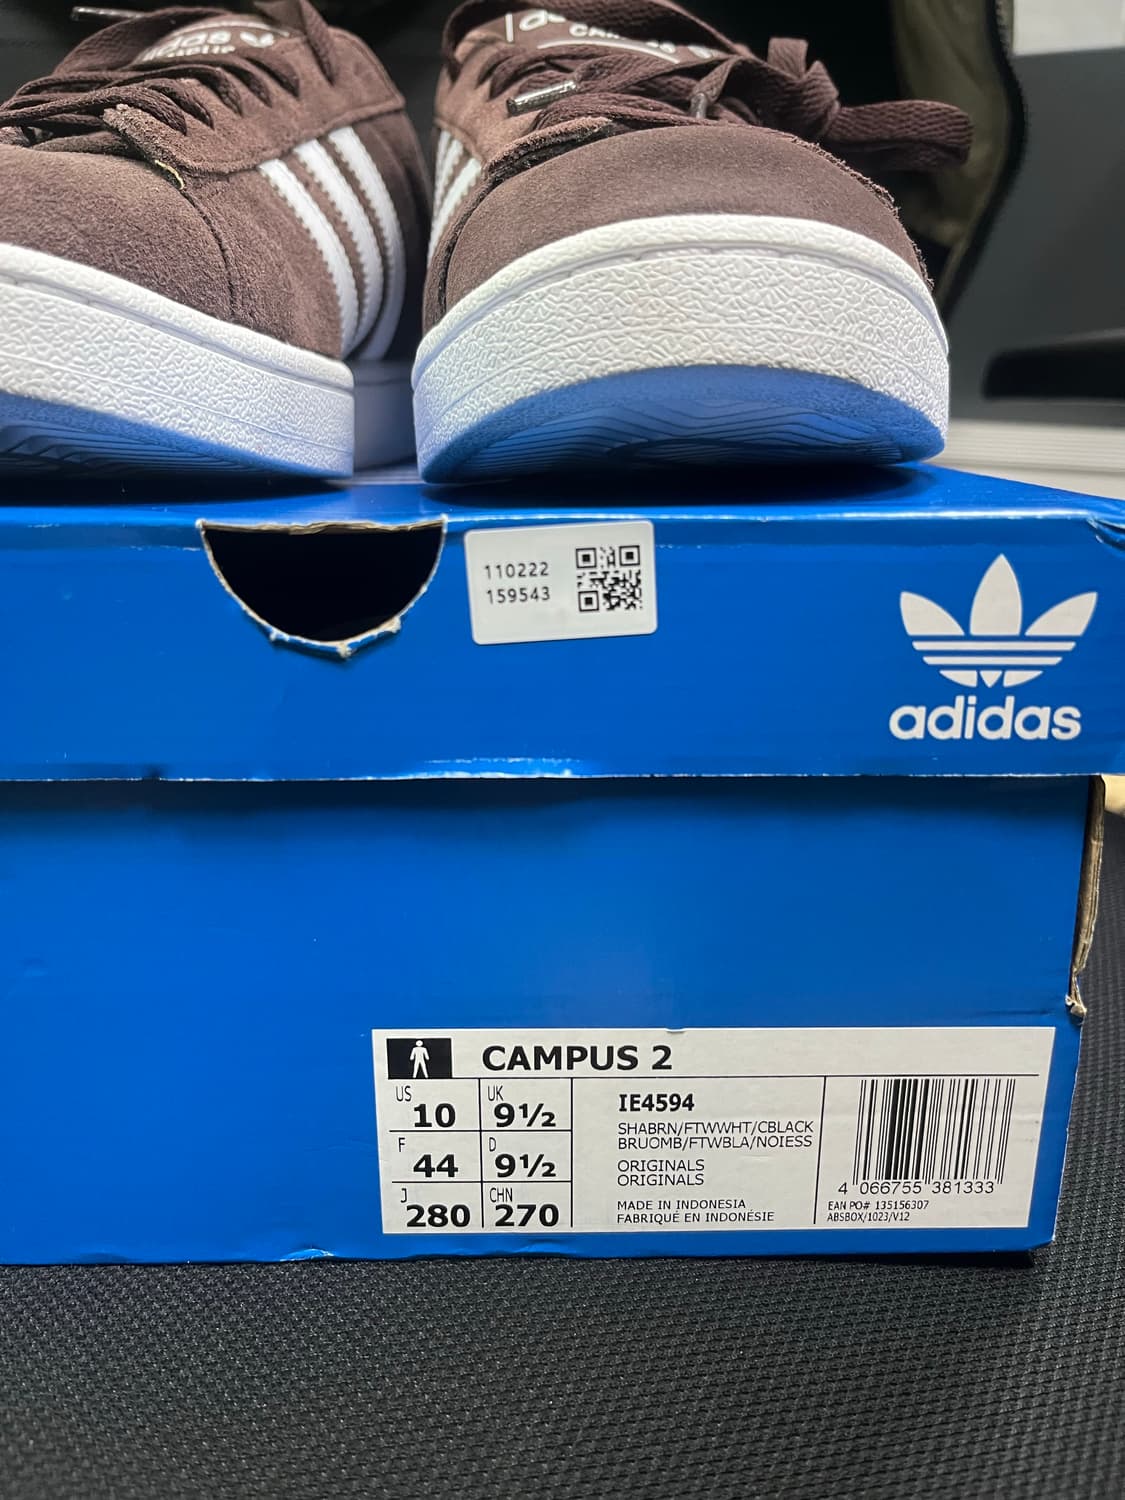 adidas
110222
159543
adidas
CAMPUS 2
US 10
UK 9½
F 44
D 9½
J 280
CHN 270
IE4594
SHABRN/FTWWHT/CBLACK
BRUOMB/FTWBLA/NOIESS
ORIGINALS
ORIGINALS
MADE IN INDONESIA
FABRIQUÉ EN INDONÉSIE
4 066755 381333
EAN PO# 135156307
ABSBOX/1023/V12